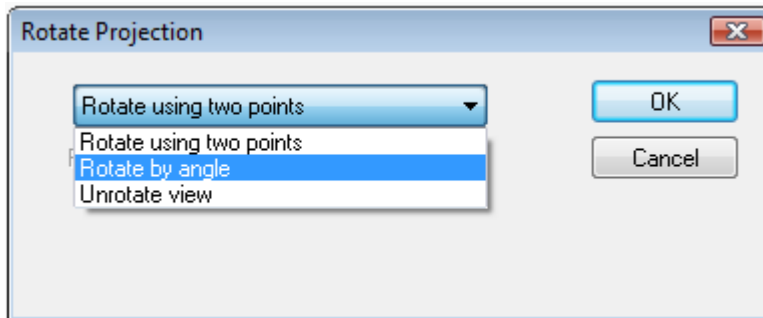 Rotate Projection
Rotate using two points
OK
Rotate using two points
Rotate by angle
Cancel
Unrotate view